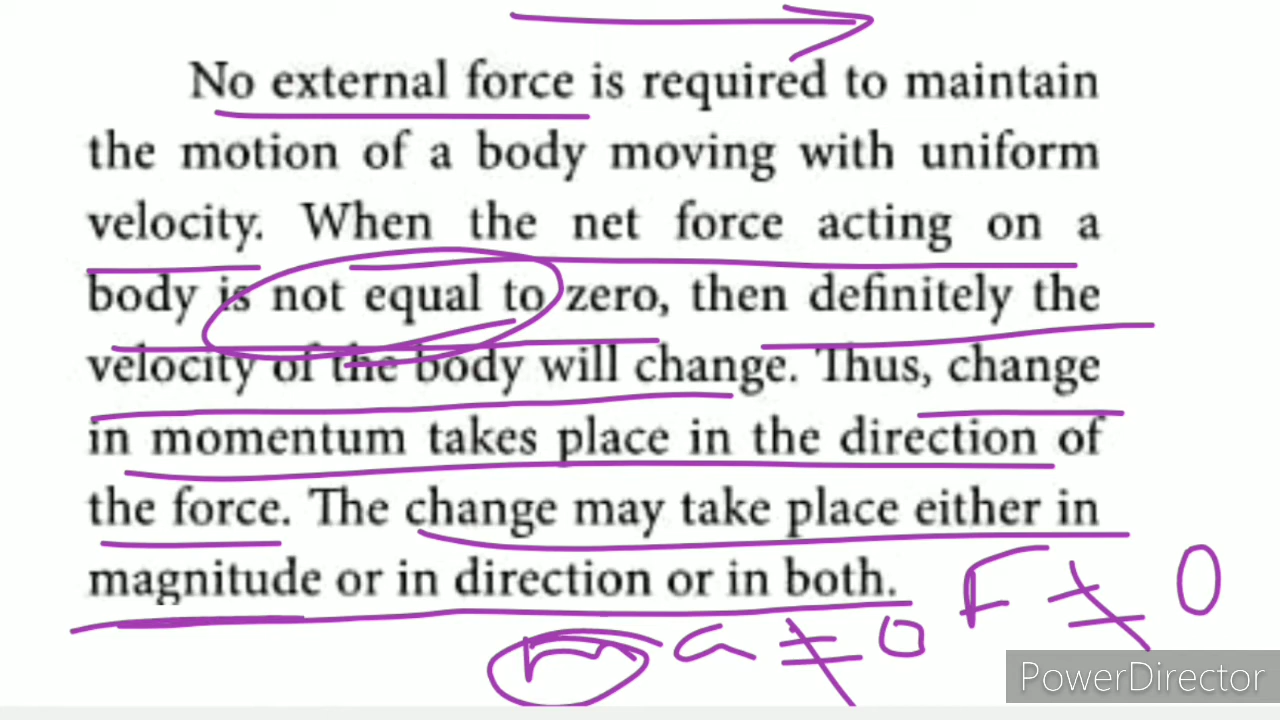 No external force is required to maintain
the motion of a body moving with uniform
velocity. When the net force acting on a
body is not equal to zero, then definitely the
velocity of the body will change. Thus, change
in momentum takes place in the direction of
the force. The change may take place either in
magnitude or in direction or in both.
F ≠ 0
m a ≠ 0
PowerDirector